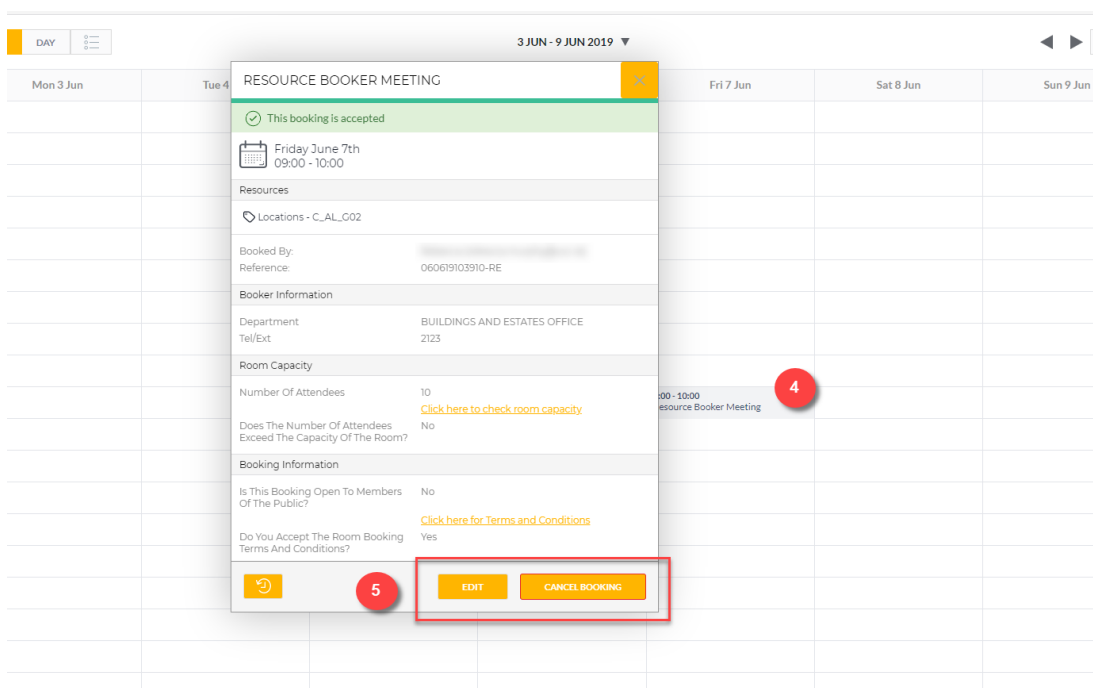 DAY
3 JUN - 9 JUN 2019
Mon 3 Jun
Tue 4
Fri 7 Jun
Sat 8 Jun
Sun 9 Jun
RESOURCE BOOKER MEETING
This booking is accepted
Friday June 7th
09:00 - 10:00
Resources
Locations - C_AL_G02
Booked By:
Reference: 060619103910-RE
Booker Information
Department BUILDINGS AND ESTATES OFFICE
Tel/Ext 2123
Room Capacity
Number Of Attendees 10
Click here to check room capacity
Does The Number Of Attendees No
Exceed The Capacity Of The Room?
Booking Information
Is This Booking Open To Members No
Of The Public?
Click here for Terms and Conditions
Do You Accept The Room Booking Yes
Terms And Conditions?
5
EDIT
CANCEL BOOKING
:00 - 10:00
esource Booker Meeting
4